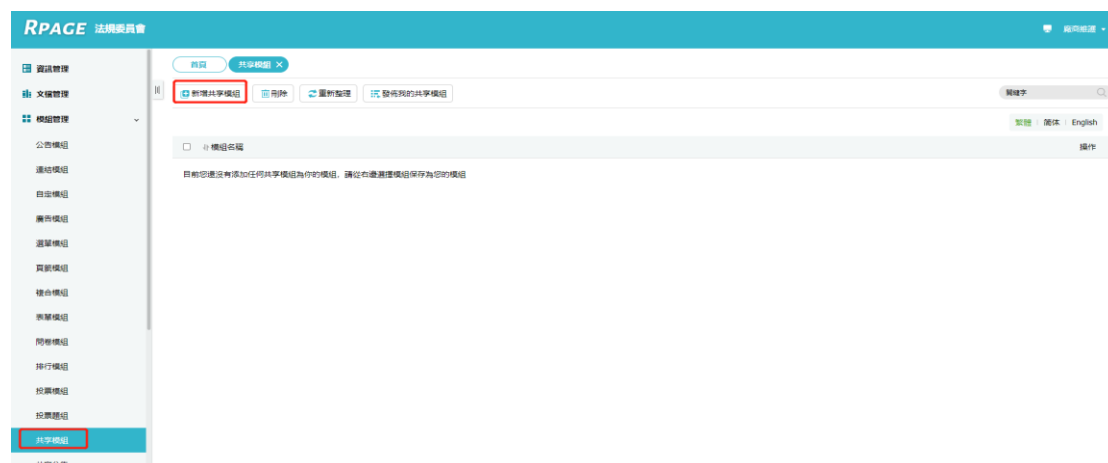 RPAGE 法規委員會
廠商維護
資訊管理
文檔管理
模組管理
公告模組
連結模組
自定模組
廣告模組
選單模組
頁籤模組
複合模組
表單模組
問卷模組
排行模組
投票模組
投票題組
共享模組
首頁
共享模組 ×
新增共享模組
刪除
重新整理
發佈我的共享模組
關鍵字
繁體 | 简体 | English
模組名稱
操作
目前您還沒有添加任何共享模組為你的模組，請從右邊選擇模組保存為您的模組